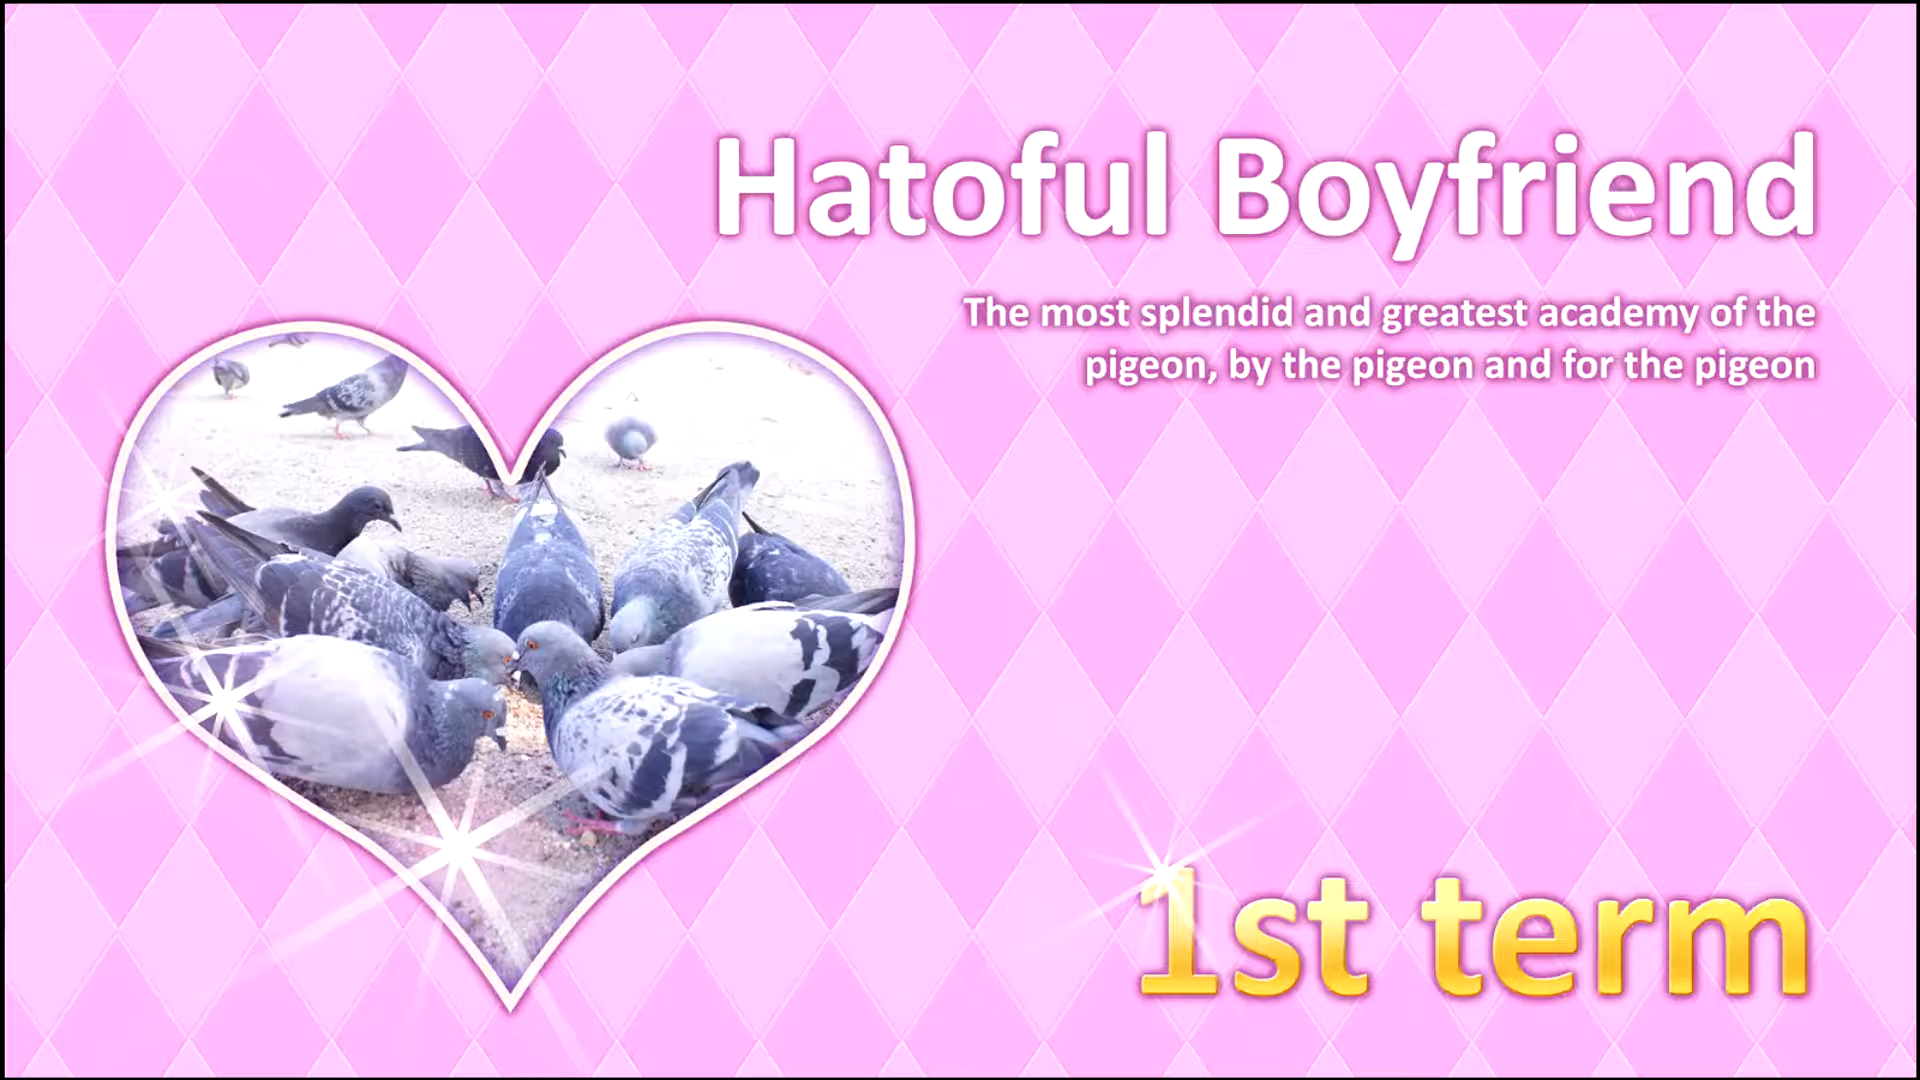 Hatoful Boyfriend
The most splendid and greatest academy of the
pigeon, by the pigeon and for the pigeon
1st term